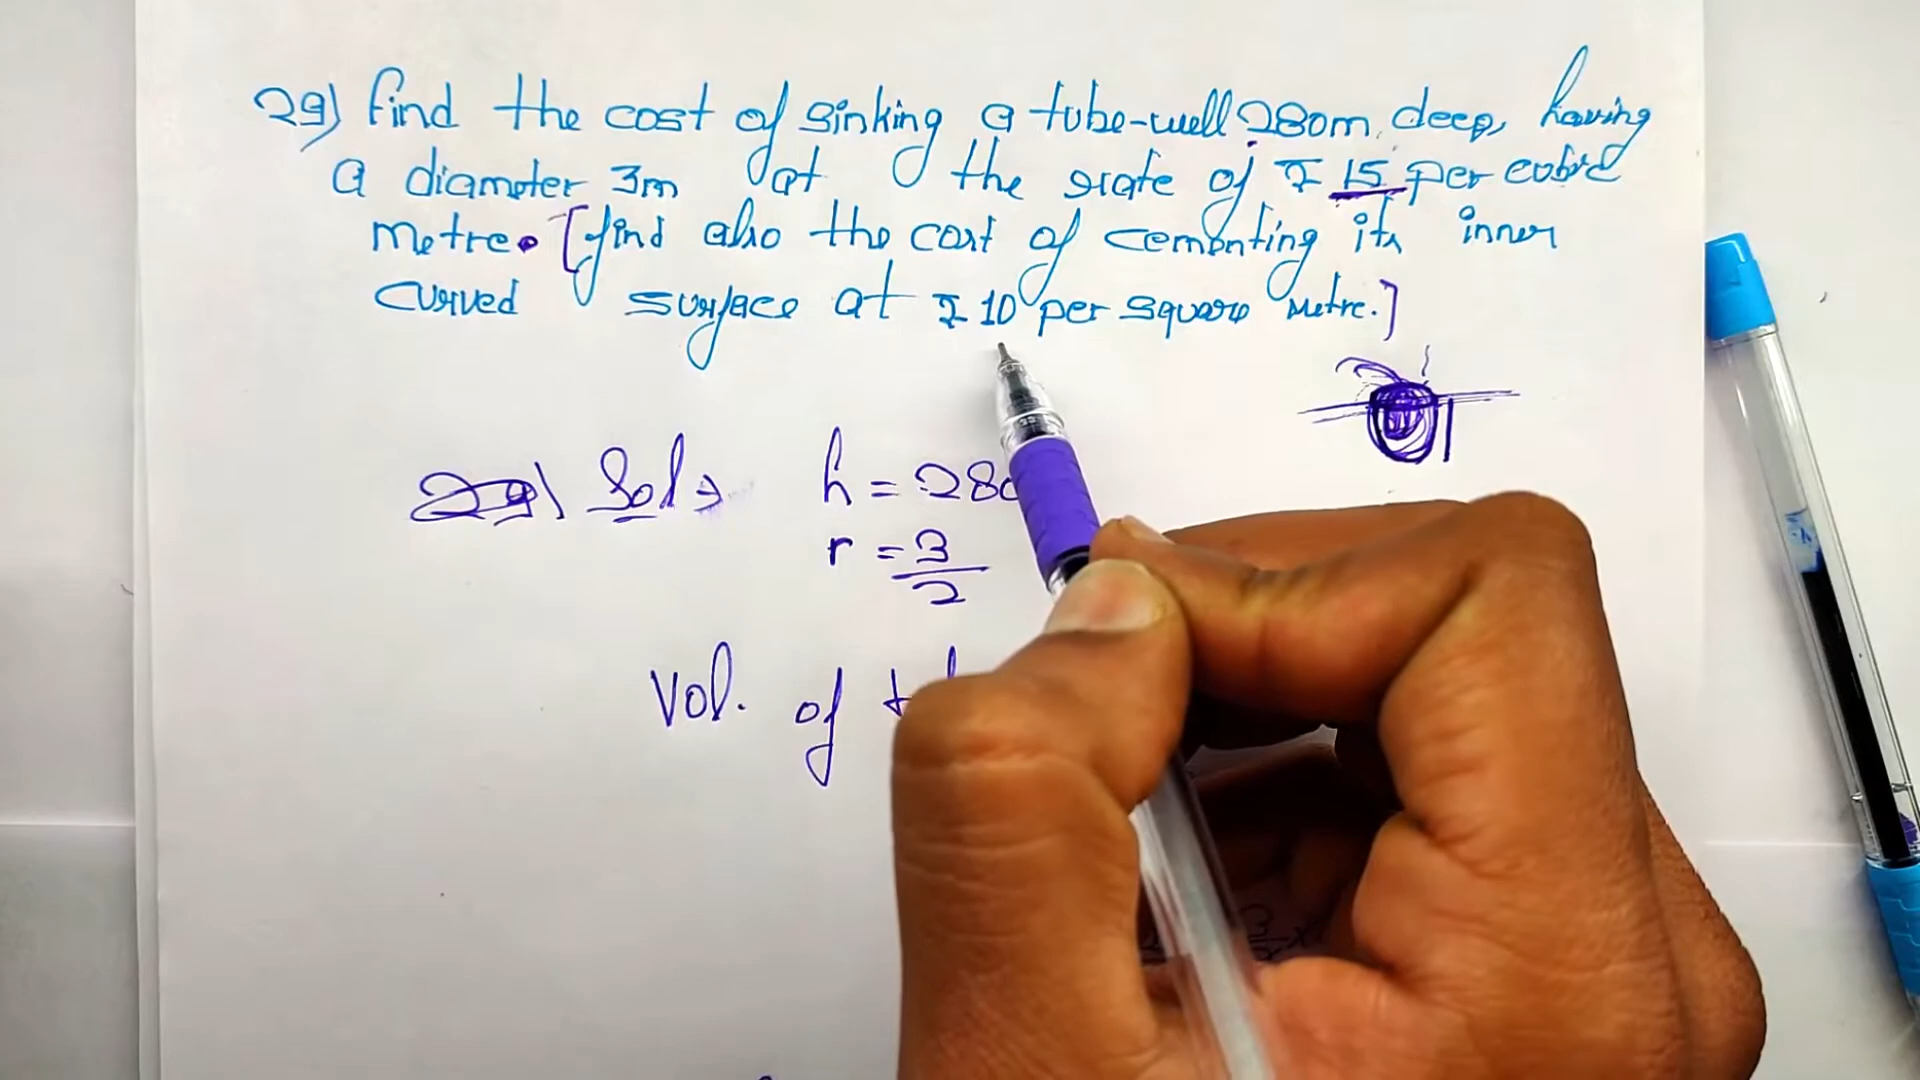 29) find the cost of sinking a tube-well 280m deep, having
a diameter 3m at the rate of ₹ 15 per cubic
metre. [find also the cost of cementing its inner
curved surface at ₹ 10 per square metre.]
29) Sol⇒ h = 280
r = 3/2
Vol. of